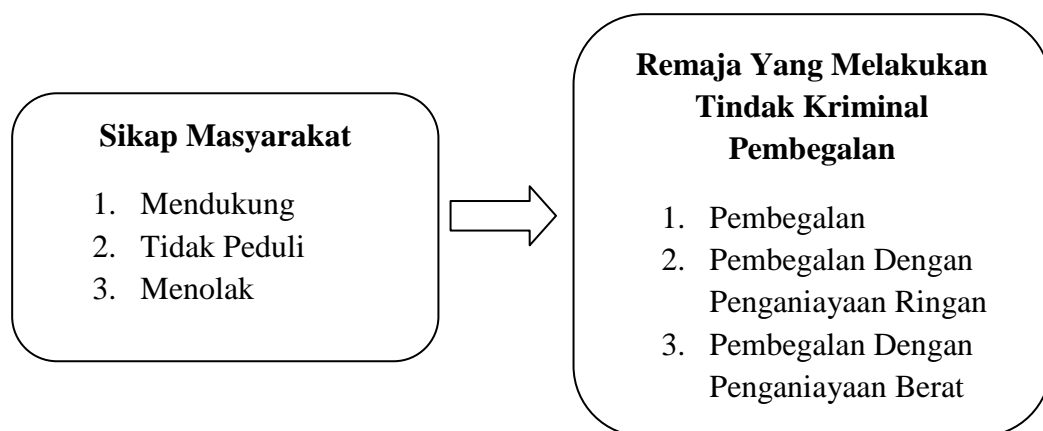 Sikap Masyarakat
1. Mendukung
2. Tidak Peduli
3. Menolak
Remaja Yang Melakukan
Tindak Kriminal
Pembegalan
1. Pembegalan
2. Pembegalan Dengan
Penganiayaan Ringan
3. Pembegalan Dengan
Penganiayaan Berat